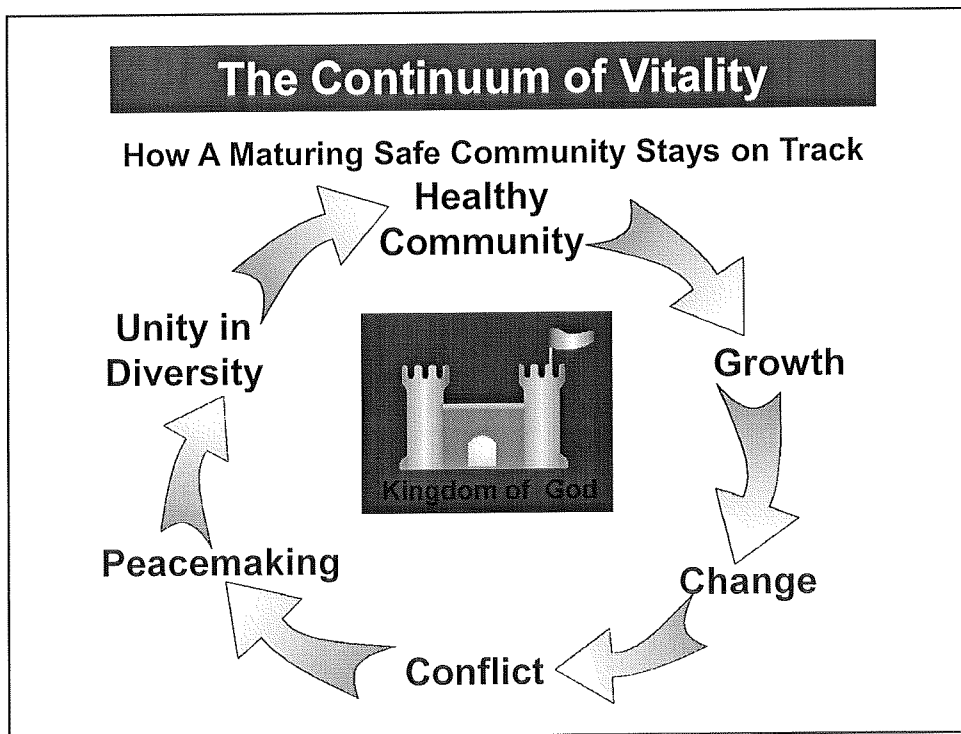 The Continuum of Vitality
How A Maturing Safe Community Stays on Track
Healthy
Community
Growth
Change
Conflict
Peacemaking
Unity in
Diversity
Kingdom of God